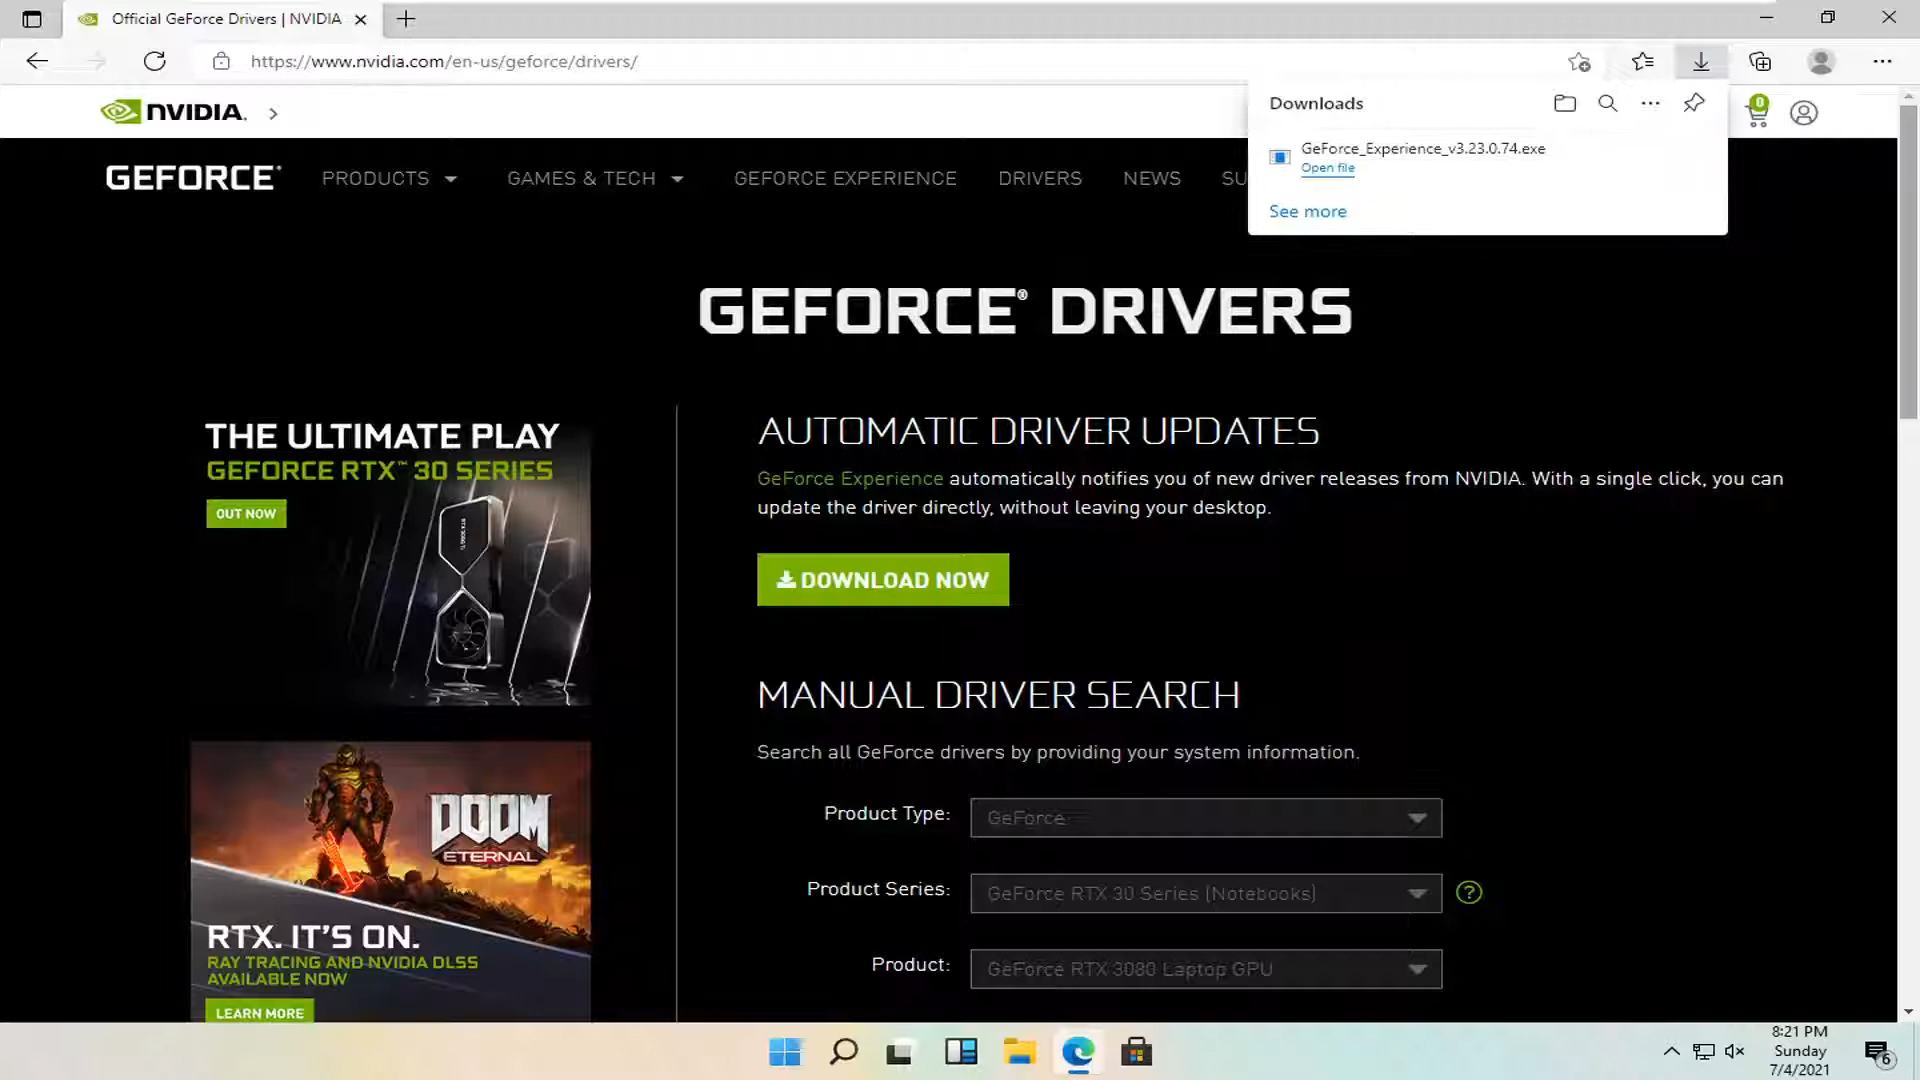 Official GeForce Drivers | NVIDIA
https://www.nvidia.com/en-us/geforce/drivers/
NVIDIA.
0
Downloads
GeForce_Experience_v3.23.0.74.exe
Open file
See more
GEFORCE®
PRODUCTS
GAMES & TECH
GEFORCE EXPERIENCE
DRIVERS
NEWS
SU
GEFORCE® DRIVERS
THE ULTIMATE PLAY
GEFORCE RTX™ 30 SERIES
OUT NOW
AUTOMATIC DRIVER UPDATES
GeForce Experience automatically notifies you of new driver releases from NVIDIA. With a single click, you can
update the driver directly, without leaving your desktop.
DOWNLOAD NOW
MANUAL DRIVER SEARCH
Search all GeForce drivers by providing your system information.
Product Type:
GeForce
Product Series:
GeForce RTX 30 Series (Notebooks)
?
Product:
GeForce RTX 3080 Laptop GPU
DOOM
ETERNAL
RTX. IT'S ON.
RAY TRACING AND NVIDIA DLSS
AVAILABLE NOW
LEARN MORE
8:21 PM
Sunday
7/4/2021
6